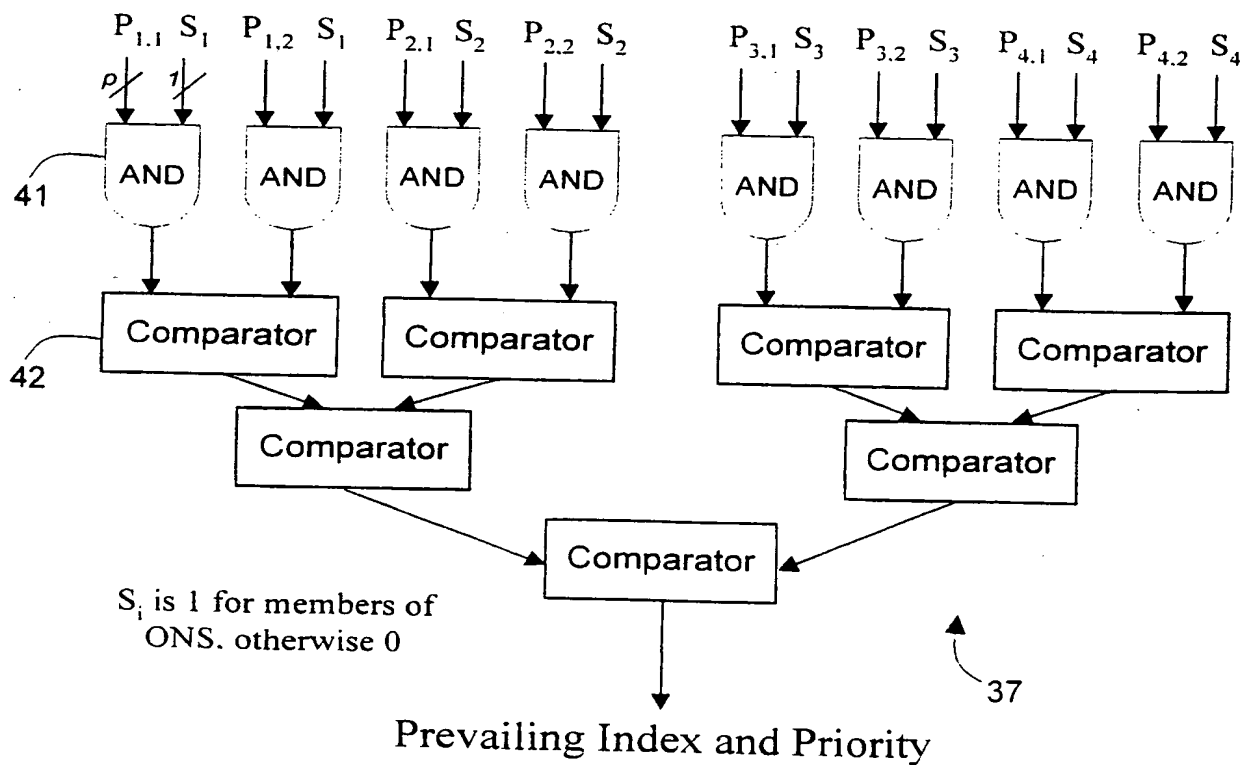 P1,1 S1 P1,2 S1 P2,1 S2 P2,2 S2 P3,1 S3 P3,2 S3 P4,1 S4 P4,2 S4
p 1
AND AND AND AND AND AND AND AND
41
Comparator Comparator Comparator Comparator
42
Comparator Comparator
Comparator
Si is 1 for members of
ONS, otherwise 0
37
Prevailing Index and Priority